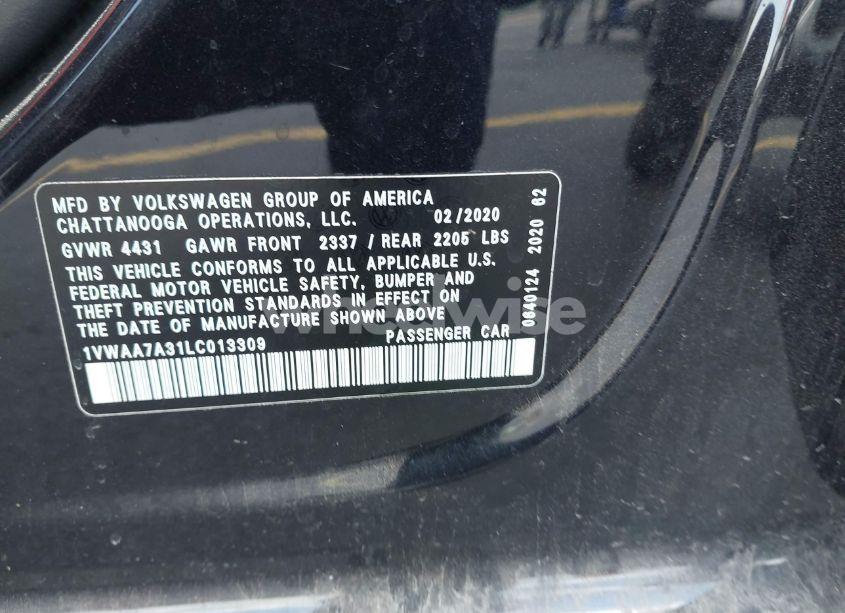 MFD BY VOLKSWAGEN GROUP OF AMERICA
CHATTANOOGA OPERATIONS, LLC. 02/2020
GVWR 4431 GAWR FRONT 2337 / REAR 2205 LBS
THIS VEHICLE CONFORMS TO ALL APPLICABLE U.S.
FEDERAL MOTOR VEHICLE SAFETY, BUMPER AND
THEFT PREVENTION STANDARDS IN EFFECT ON
THE DATE OF MANUFACTURE SHOWN ABOVE
1VWAA7A31LC013309 PASSENGER CAR
0640124 2020 62
wheelwise